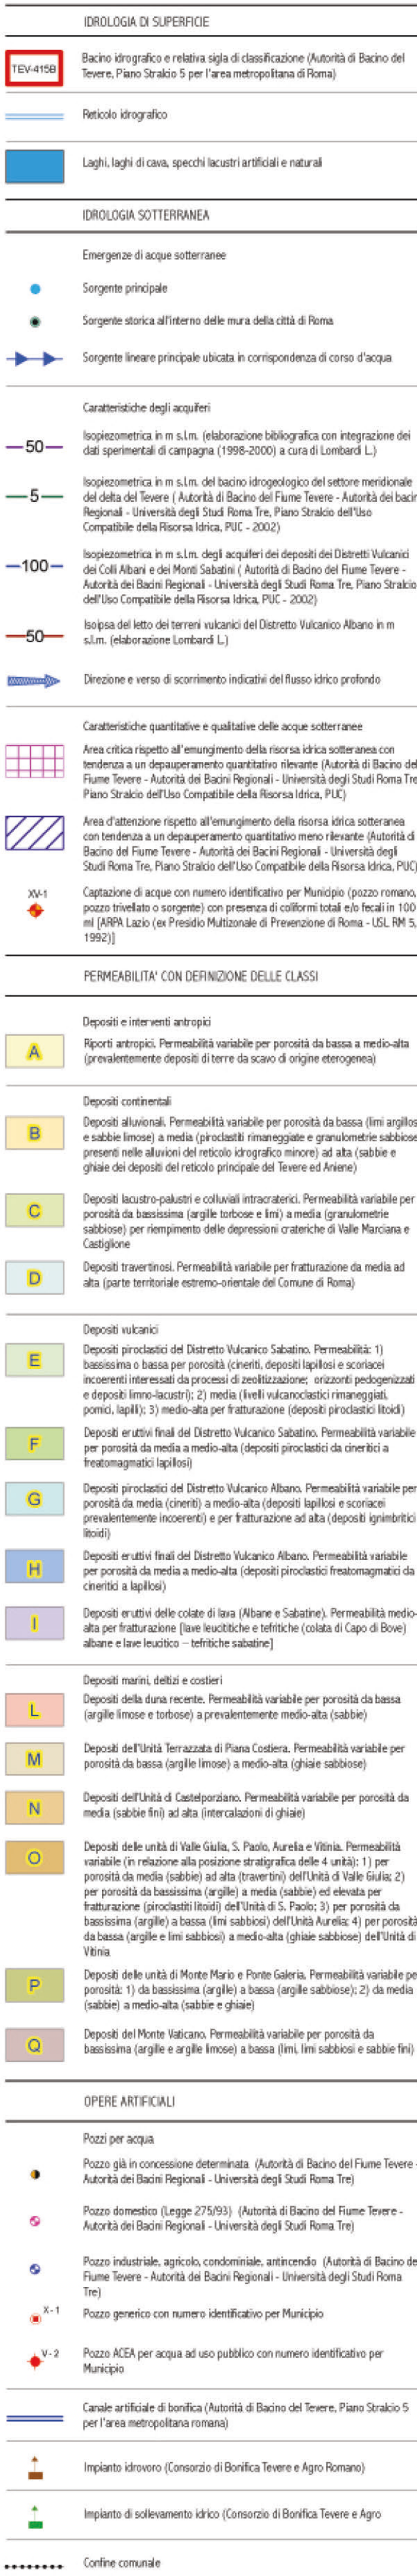 IDROLOGIA DI SUPERFICIE
TEV-415B
Bacino idrografico e relativa sigla di classificazione (Autorità di Bacino del
Tevere, Piano Stralcio 5 per l'area metropolitana di Roma)
Reticolo idrografico
Laghi, laghi di cava, specchi lacustri artificiali e naturali
IDROLOGIA SOTTERRANEA
Emergenze di acque sotterranee
Sorgente principale
Sorgente storica all'interno delle mura della città di Roma
Sorgente lineare principale ubicata in corrispondenza di corso d'acqua
Caratteristiche degli acquiferi
50
Isopiezometrica in m s.l.m. (elaborazione bibliografica con integrazione dei
dati sperimentali di campagna (1998-2000) a cura di Lombardi L.)
5
Isopiezometrica in m s.l.m. del bacino idrogeologico del settore meridionale
del delta del Tevere ( Autorità di Bacino del Fiume Tevere - Autorità dei bacin
Regionali - Università degli Studi Roma Tre, Piano Stralcio dell'Uso
Compatibile della Risorsa Idrica, PUC - 2002)
100
Isopiezometrica in m s.l.m. degli acquiferi dei depositi dei Distretti Vulcanici
dei Colli Albani e dei Monti Sabatini ( Autorità di Bacino del Fiume Tevere -
Autorità dei Bacini Regionali - Università degli Studi Roma Tre, Piano Stralcio
dell'Uso Compatibile della Risorsa Idrica, PUC - 2002)
50
Isoipsa del letto dei terreni vulcanici del Distretto Vulcanico Albano in m
s.l.m. (elaborazione Lombardi L.)
Direzione e verso di scorrimento indicativi del flusso idrico profondo
Caratteristiche quantitative e qualitative delle acque sotterranee
Area critica rispetto all'emungimento della risorsa idrica sotteranea con
tendenza a un depauperamento quantitativo rilevante (Autorità di Bacino del
Fiume Tevere - Autorità dei Bacini Regionali - Università degli Studi Roma Tre
Piano Stralcio dell'Uso Compatibile della Risorsa Idrica, PUC)
Area d'attenzione rispetto all'emungimento della risorsa idrica sotteranea
con tendenza a un depauperamento quantitativo meno rilevante (Autorità di
Bacino del Fiume Tevere - Autorità dei Bacini Regionali - Università degli
Studi Roma Tre, Piano Stralcio dell'Uso Compatibile della Risorsa Idrica, PUC)
XV-1
Captazione di acque con numero identificativo per Municipio (pozzo romano,
pozzo trivellato o sorgente) con presenza di coliformi totali e/o fecali in 100
ml [ARPA Lazio (ex Presidio Multizonale di Prevenzione di Roma - USL RM 5,
1992)]
PERMEABILITA' CON DEFINIZIONE DELLE CLASSI
Depositi e interventi antropici
A
Riporti antropici. Permeabilità variabile per porosità da bassa a medio-alta
(prevalentemente depositi di terre da scavo di origine eterogenea)
Depositi continentali
B
Depositi alluvionali. Permeabilità variabile per porosità da bassa (limi argillos
e sabbie limose) a media (piroclastiti rimaneggiate e granulometrie sabbiose
presenti nelle alluvioni del reticolo idrografico minore) ad alta (sabbie e
ghiaie dei depositi del reticolo principale del Tevere ed Aniene)
C
Depositi lacustro-palustri e colluviali intracraterici. Permeabilità variabile per
porosità da bassissima (argille torbose e limi) a media (granulometrie
sabbiose) per riempimento delle depressioni crateriche di Valle Marciana e
Castiglione
D
Depositi travertinosi. Permeabilità variabile per fratturazione da media ad
alta (parte territoriale estremo-orientale del Comune di Roma)
Depositi vulcanici
E
Depositi piroclastici del Distretto Vulcanico Sabatino. Permeabilità: 1)
bassissima o bassa per porosità (cineriti, depositi lapillosi e scoriacei
incoerenti interessati da processi di zeolitizzazione; orizzonti pedogenizzati
e depositi limno-lacustri); 2) media (livelli vulcanoclastici rimaneggiati,
pomici, lapilli); 3) medio-alta per fratturazione (depositi piroclastici litoidi)
F
Depositi eruttivi finali del Distretto Vulcanico Sabatino. Permeabilità variabile
per porosità da media a medio-alta (depositi piroclastici da cineritici a
freatomagmatici lapillosi)
G
Depositi piroclastici del Distretto Vulcanico Albano. Permeabilità variabile per
porosità da media (cineriti) a medio-alta (depositi lapillosi e scoriacei
prevalentemente incoerenti) e per fratturazione ad alta (depositi ignimbritici
litoidi)
H
Depositi eruttivi finali del Distretto Vulcanico Albano. Permeabilità variabile
per porosità da media a medio-alta (depositi piroclastici freatomagmatici da
cineritici a lapillosi)
I
Depositi eruttivi delle colate di lava (Albane e Sabatine). Permeabilità medio-
alta per fratturazione [lave leucititiche e tefritiche (colata di Capo di Bove)
albane e lave leucitico – tefritiche sabatine]
Depositi marini, deltizi e costieri
L
Depositi della duna recente. Permeabilità variabile per porosità da bassa
(argille limose e torbose) a prevalentemente medio-alta (sabbie)
M
Depositi dell'Unità Terrazzata di Piana Costiera. Permeabilità variabile per
porosità da bassa (argille limose) a medio-alta (ghiaie sabbiose)
N
Depositi dell'Unità di Castelporziano. Permeabilità variabile per porosità da
media (sabbie fini) ad alta (intercalazioni di ghiaie)
O
Depositi delle unità di Valle Giulia, S. Paolo, Aurelia e Vitinia. Permeabilità
variabile (in relazione alla posizione stratigrafica delle 4 unità): 1) per
porosità da media (sabbie) ad alta (travertini) dell'Unità di Valle Giulia; 2)
per porosità da bassissima (argille) a media (sabbie) ed elevata per
fratturazione (piroclastiti litoidi) dell'Unità di S. Paolo; 3) per porosità da
bassissima (argille) a bassa (limi sabbiosi) dell'Unità Aurelia; 4) per porosità
da bassa (argille e limi sabbiosi) a medio-alta (ghiaie sabbiose) dell'Unità di
Vitinia
P
Depositi delle unità di Monte Mario e Ponte Galeria. Permeabilità variabile pe
porosità: 1) da bassissima (argille) a bassa (argille sabbiose); 2) da media
(sabbie) a medio-alta (sabbie e ghiaie)
Q
Depositi del Monte Vaticano. Permeabilità variabile per porosità da
bassissima (argille e argille limose) a bassa (limi, limi sabbiosi e sabbie fini)
OPERE ARTIFICIALI
Pozzi per acqua
Pozzo già in concessione determinata (Autorità di Bacino del Fiume Tevere -
Autorità dei Bacini Regionali - Università degli Studi Roma Tre)
Pozzo domestico (Legge 275/93) (Autorità di Bacino del Fiume Tevere -
Autorità dei Bacini Regionali - Università degli Studi Roma Tre)
Pozzo industriale, agricolo, condominiale, antincendio (Autorità di Bacino de
Fiume Tevere - Autorità dei Bacini Regionali - Università degli Studi Roma
Tre)
X-1
Pozzo generico con numero identificativo per Municipio
V-2
Pozzo ACEA per acqua ad uso pubblico con numero identificativo per
Municipio
Canale artificiale di bonifica (Autorità di Bacino del Tevere, Piano Stralcio 5
per l'area metropolitana romana)
Impianto idrovoro (Consorzio di Bonifica Tevere e Agro Romano)
Impianto di sollevamento idrico (Consorzio di Bonifica Tevere e Agro
Confine comunale